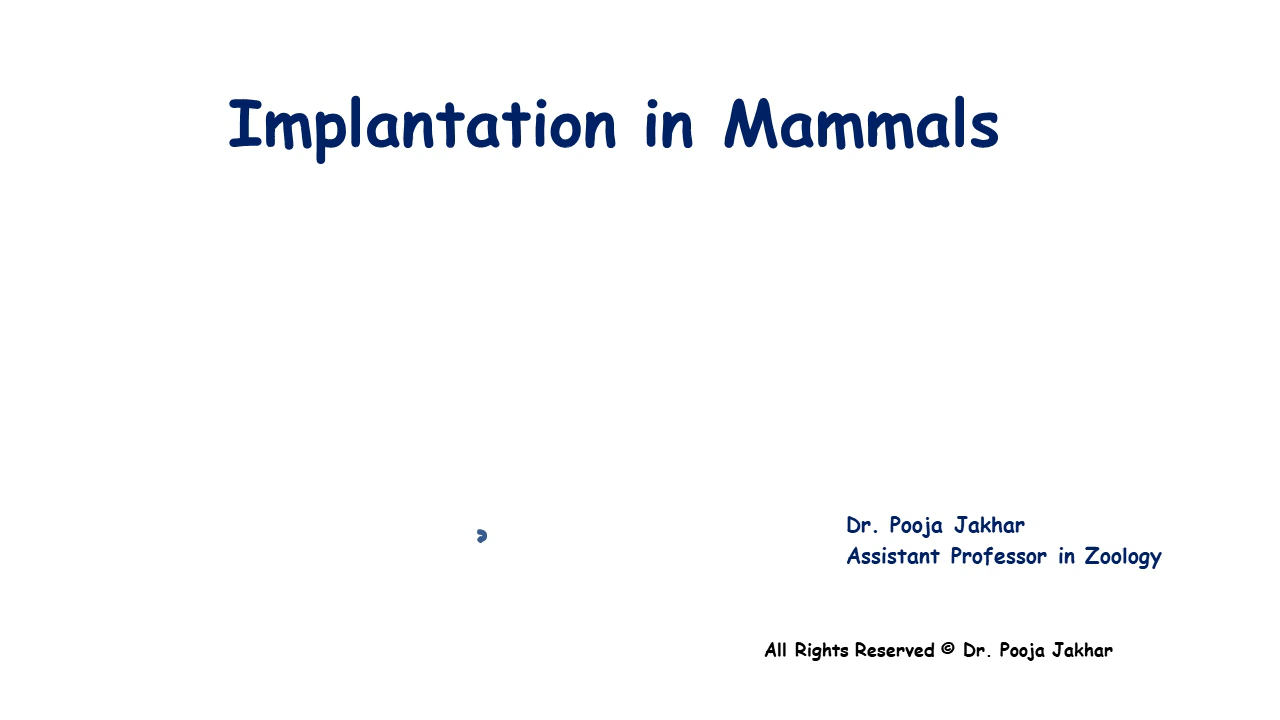 Implantation in Mammals
Dr. Pooja Jakhar
Assistant Professor in Zoology
All Rights Reserved © Dr. Pooja Jakhar